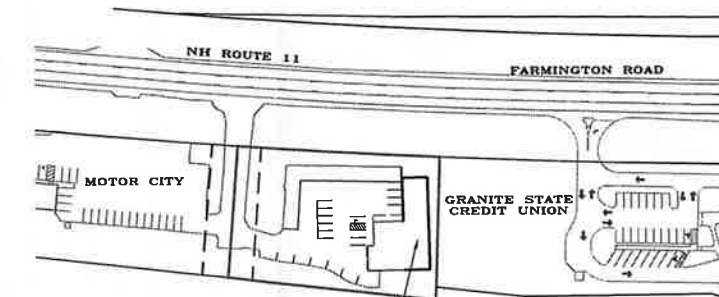 NH ROUTE 11
FARMINGTON ROAD
MOTOR CITY
GRANITE STATE
CREDIT UNION